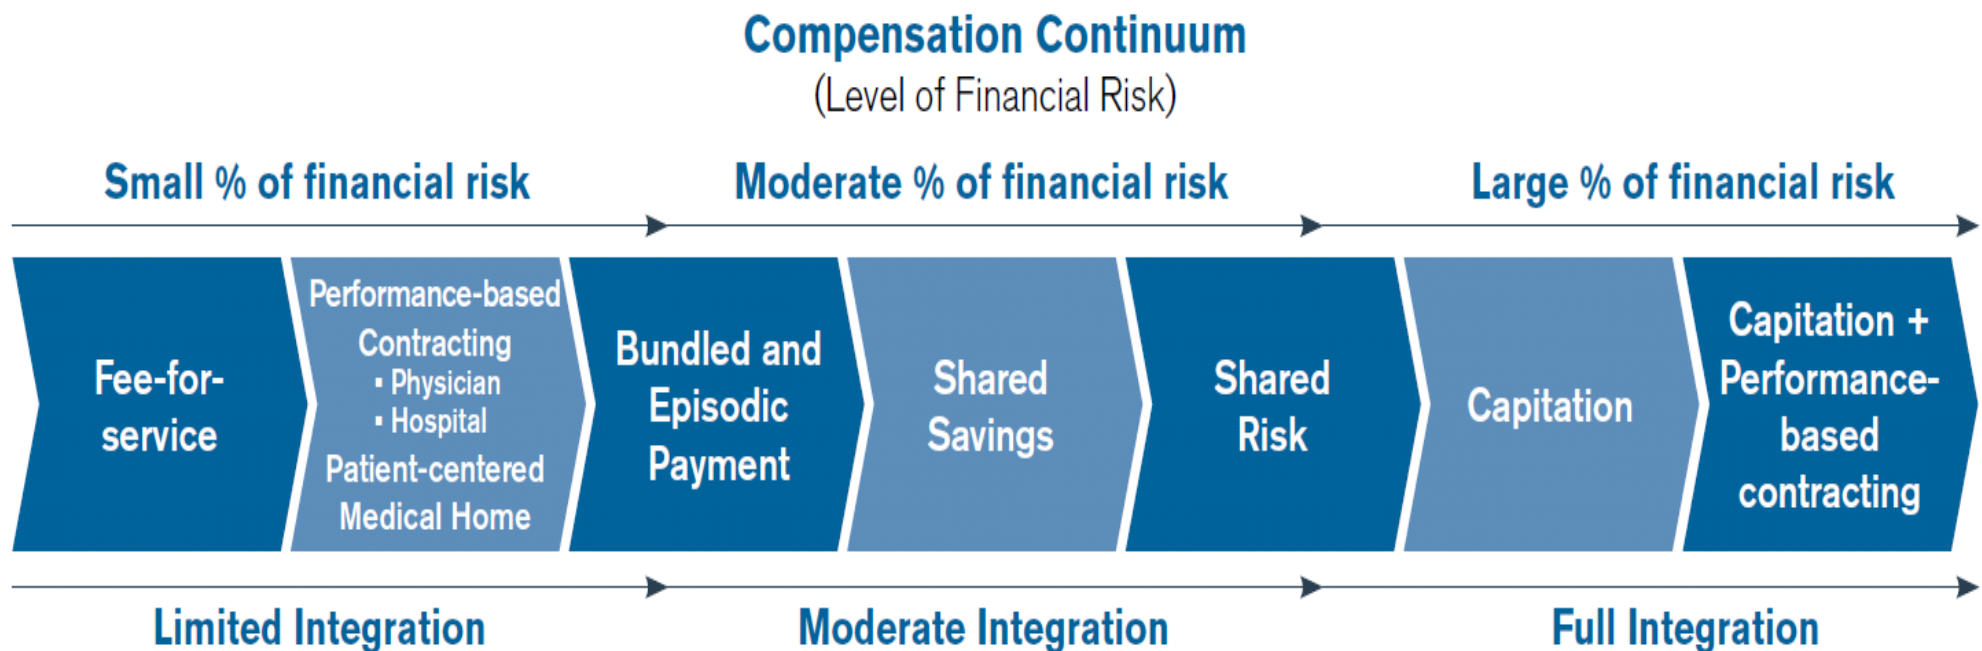 Compensation Continuum
(Level of Financial Risk)
Small % of financial risk
Moderate % of financial risk
Large % of financial risk
Fee-for-
service
Performance-based
Contracting
▪ Physician
▪ Hospital
Patient-centered
Medical Home
Bundled and
Episodic
Payment
Shared
Savings
Shared
Risk
Capitation
Capitation +
Performance-
based
contracting
Limited Integration
Moderate Integration
Full Integration